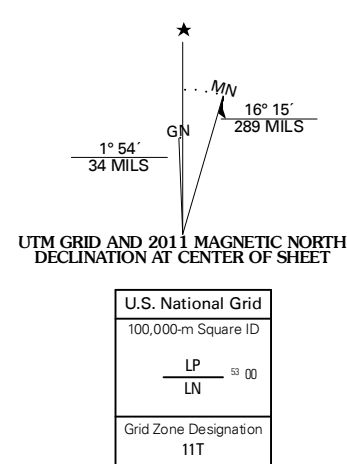 MN
GN
16° 15´
289 MILS
1° 54´
34 MILS
UTM GRID AND 2011 MAGNETIC NORTH
DECLINATION AT CENTER OF SHEET
U.S. National Grid
100,000-m Square ID
LP
53 00
LN
Grid Zone Designation
11T